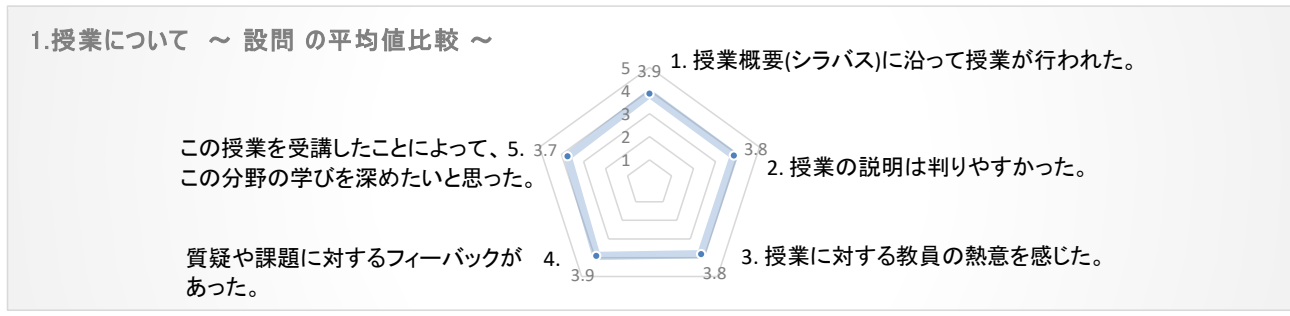 1.授業について ～ 設問 の平均値比較 ～
1. 授業概要(シラバス)に沿って授業が行われた。
5
3.9
4
3
2
1
3.8
2. 授業の説明は判りやすかった。
3.8
3. 授業に対する教員の熱意を感じた。
3.9
質疑や課題に対するフィーバックが 4.
あった。
3.7
この授業を受講したことによって、 5.
この分野の学びを深めたいと思った。